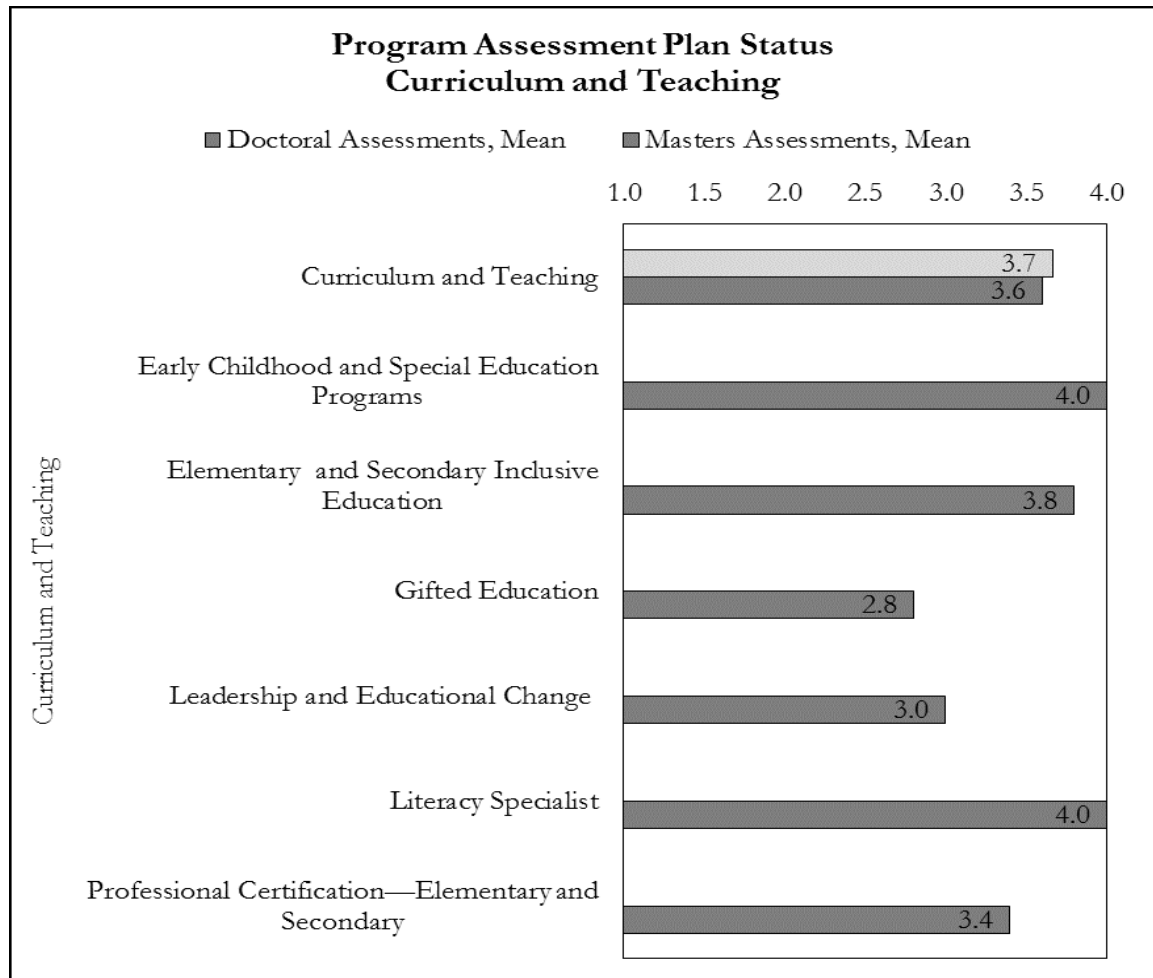 Program Assessment Plan Status
Curriculum and Teaching
Doctoral Assessments, Mean Masters Assessments, Mean
1.0 1.5 2.0 2.5 3.0 3.5 4.0
Curriculum and Teaching
3.7
3.6
Early Childhood and Special Education
Programs
4.0
Elementary and Secondary Inclusive
Education
3.8
Gifted Education
2.8
Leadership and Educational Change
3.0
Literacy Specialist
4.0
Professional Certification—Elementary and
Secondary
3.4
Curriculum and Teaching